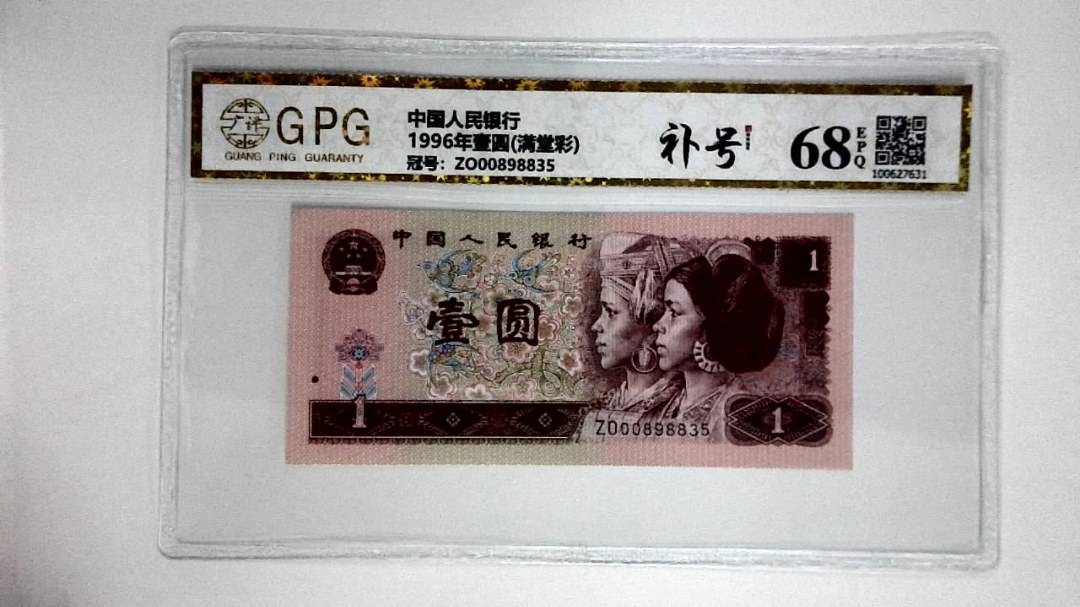 广评
GPG
GUANG PING GUARANTY
中国人民银行
1996年壹圆(满堂彩)
冠号: ZO00898835
补号
68
EPQ
100627631
中国人民银行
壹圆
1
1
1
ZO00898835